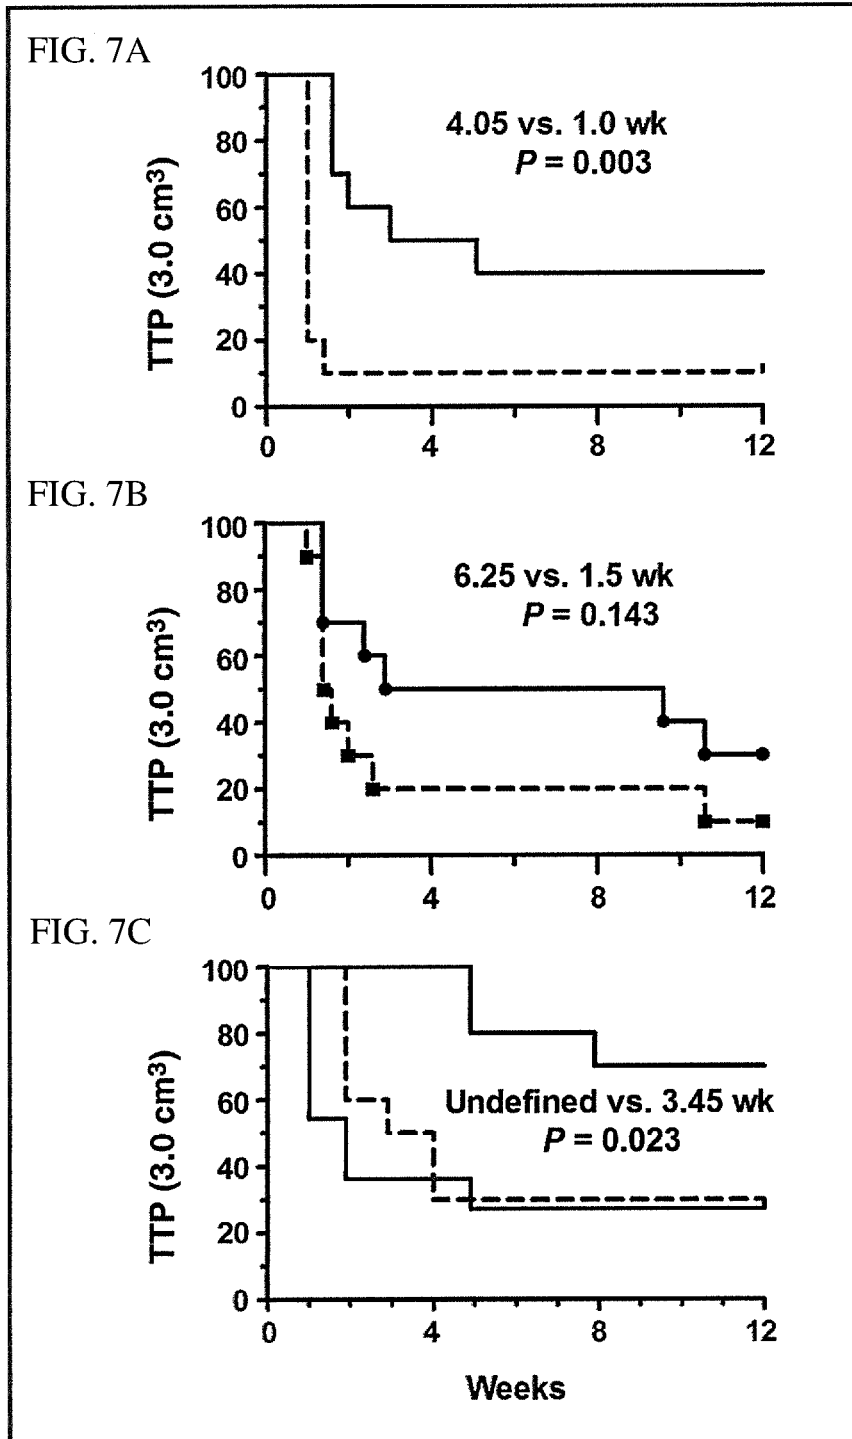 FIG. 7A
TTP (3.0 cm³)
100
80
60
40
20
0
4.05 vs. 1.0 wk
P = 0.003
0 4 8 12
FIG. 7B
TTP (3.0 cm³)
100
80
60
40
20
0
6.25 vs. 1.5 wk
P = 0.143
0 4 8 12
FIG. 7C
TTP (3.0 cm³)
100
80
60
40
20
0
Undefined vs. 3.45 wk
P = 0.023
0 4 8 12
Weeks